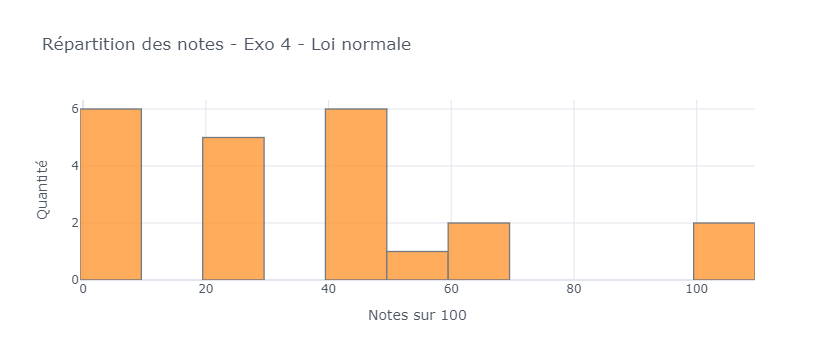 Répartition des notes - Exo 4 - Loi normale
6
4
2
0
Quantité
0 20 40 60 80 100
Notes sur 100